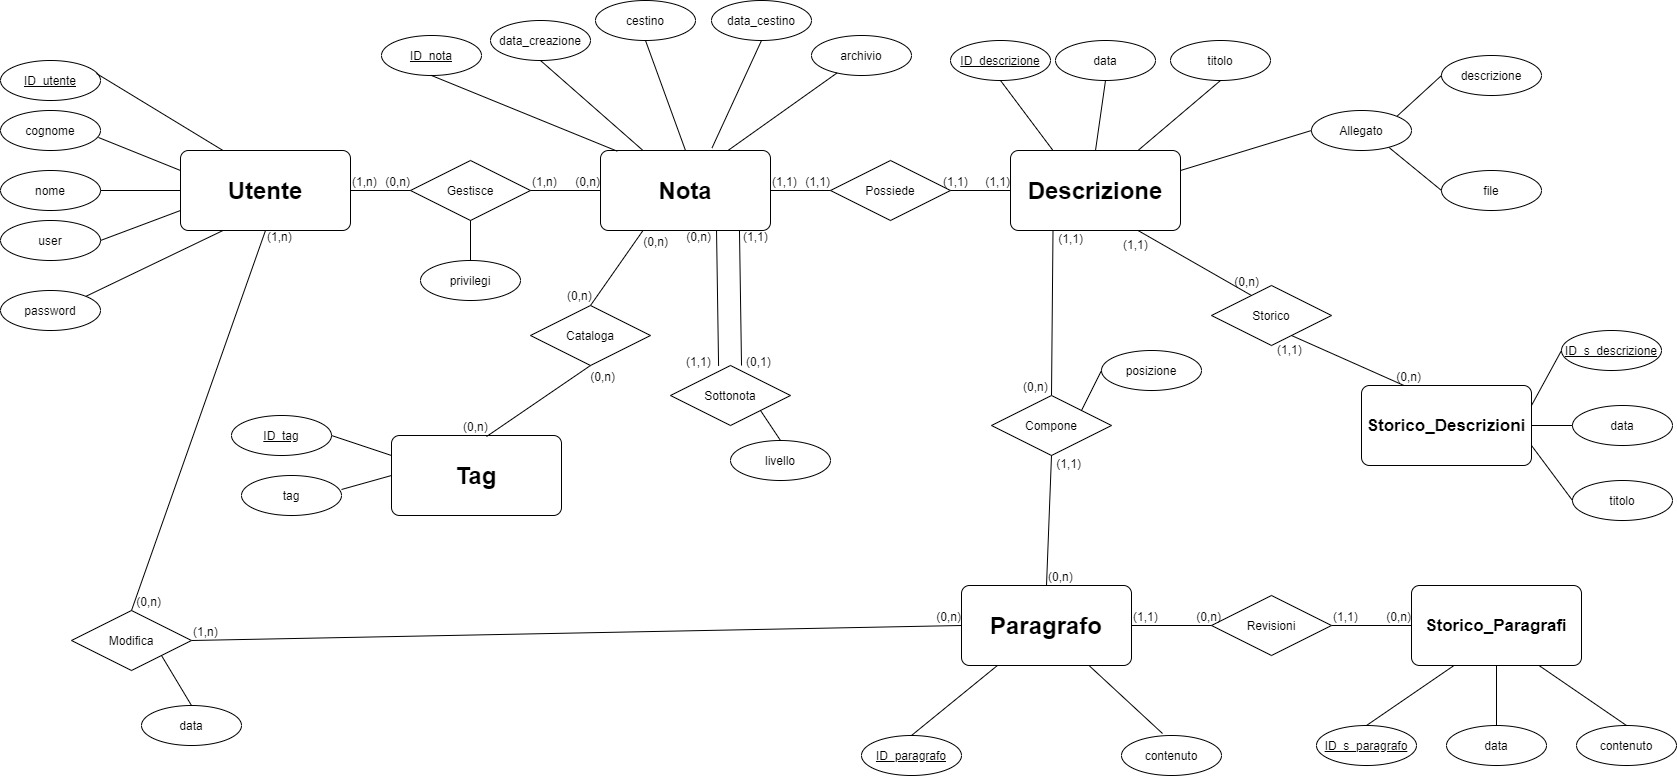 cestino
data_cestino
data_creazione
ID_nota
archivio
ID_descrizione
data
titolo
descrizione
ID_utente
cognome
nome
user
password
Allegato
file
Utente
(1,n)
(0,n)
Gestisce
(1,n)
(0,n)
Nota
(1,1)
(1,1)
Possiede
(1,1)
(1,1)
Descrizione
privilegi
(1,n)
(0,n)
(0,n)
(1,1)
(1,1)
(1,1)
(0,n)
Cataloga
(0,n)
(0,n)
Storico
(1,1)
(0,n)
(1,1)
(0,1)
Sottonota
livello
(0,n)
Compone
(1,1)
posizione
ID_s_descrizione
Storico_Descrizioni
data
titolo
ID_tag
tag
Tag
(0,n)
(0,n)
Modifica
(1,n)
data
(0,n)
(0,n)
Paragrafo
(1,1)
(0,n)
Revisioni
(1,1)
(0,n)
Storico_Paragrafi
ID_paragrafo
contenuto
ID_s_paragrafo
data
contenuto